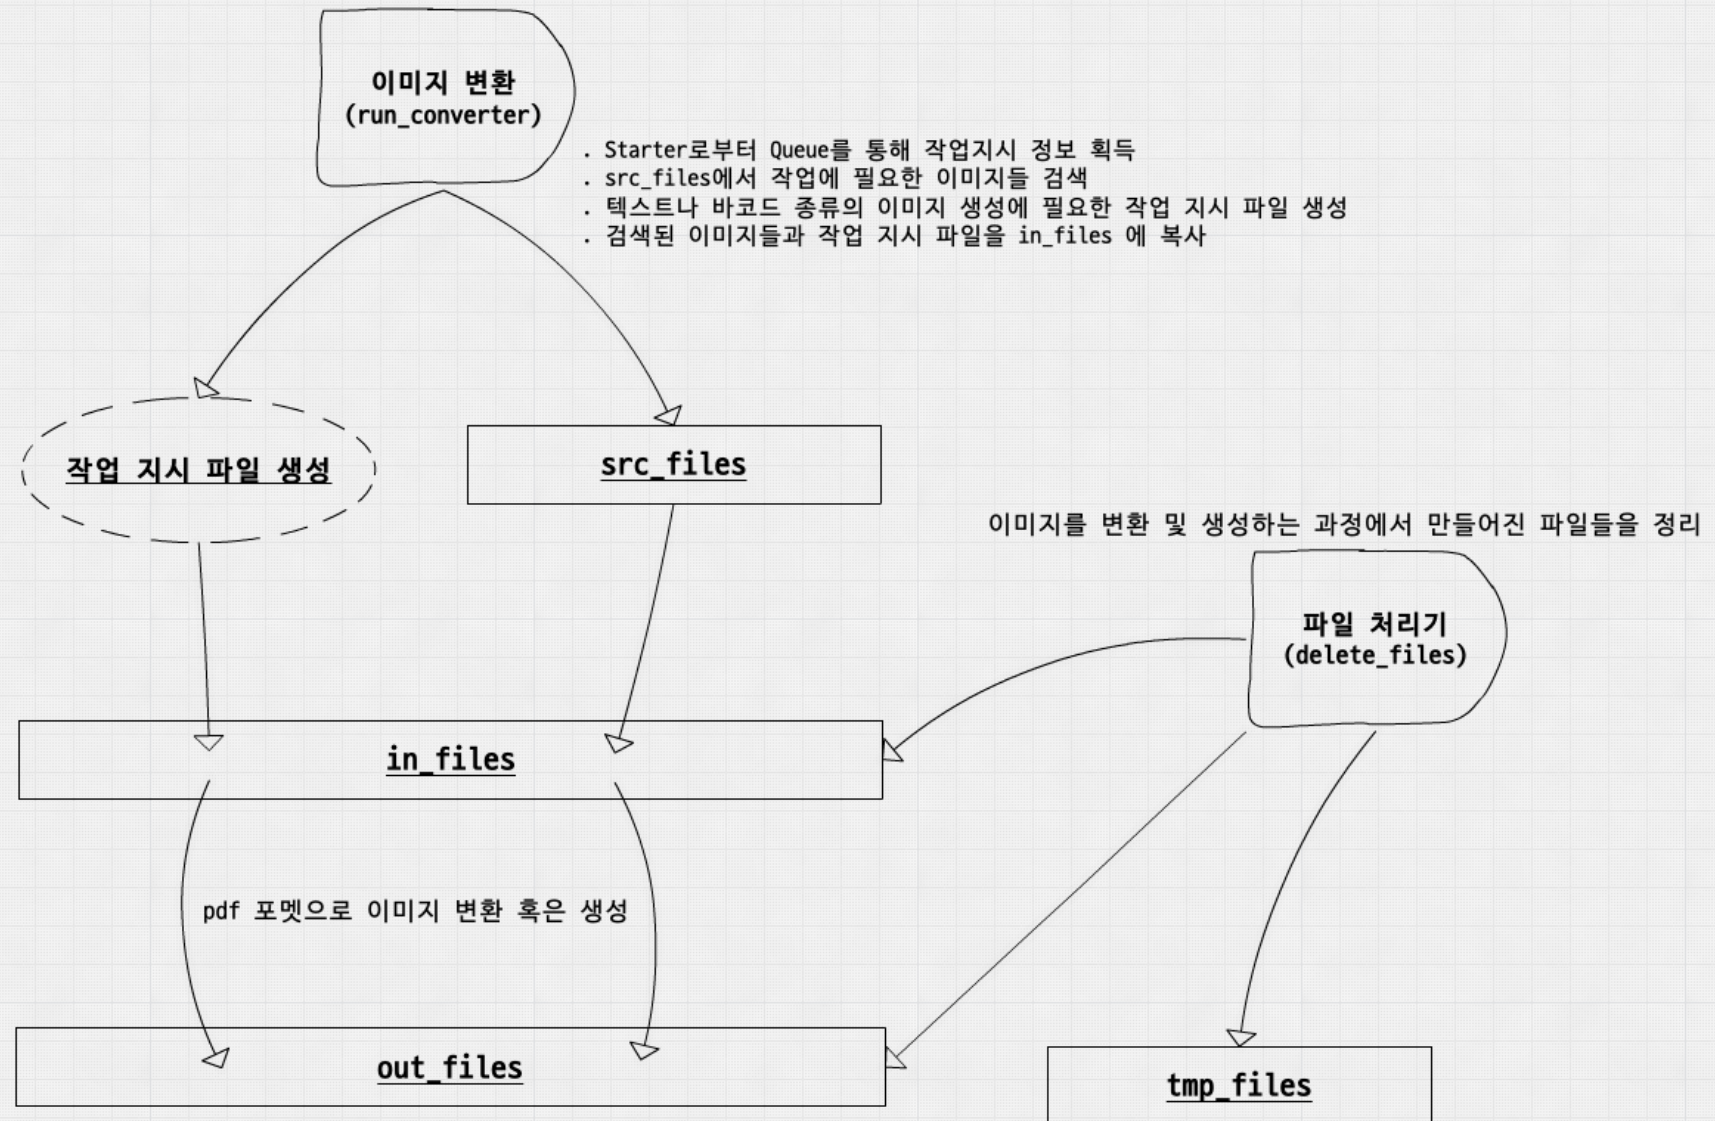 이미지 변환
(run_converter)
. Starter로부터 Queue를 통해 작업지시 정보 획득
. src_files에서 작업에 필요한 이미지들 검색
. 텍스트나 바코드 종류의 이미지 생성에 필요한 작업 지시 파일 생성
. 검색된 이미지들과 작업 지시 파일을 in_files 에 복사
작업 지시 파일 생성
src_files
이미지를 변환 및 생성하는 과정에서 만들어진 파일들을 정리
파일 처리기
(delete_files)
in_files
pdf 포멧으로 이미지 변환 혹은 생성
out_files
tmp_files